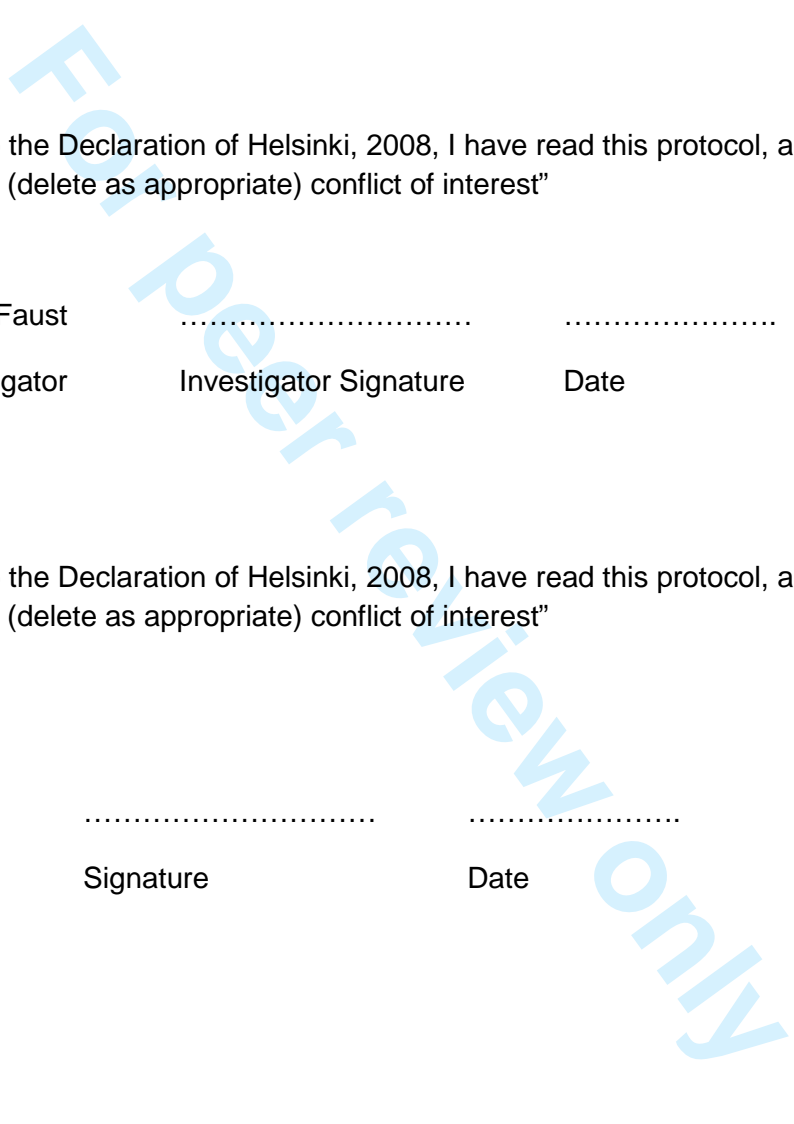 the Declaration of Helsinki, 2008, I have read this protocol, a
(delete as appropriate) conflict of interest”
Faust ………………………… ………………….
gator Investigator Signature Date
the Declaration of Helsinki, 2008, I have read this protocol, a
(delete as appropriate) conflict of interest”
………………………… ………………….
Signature Date
For peer review only